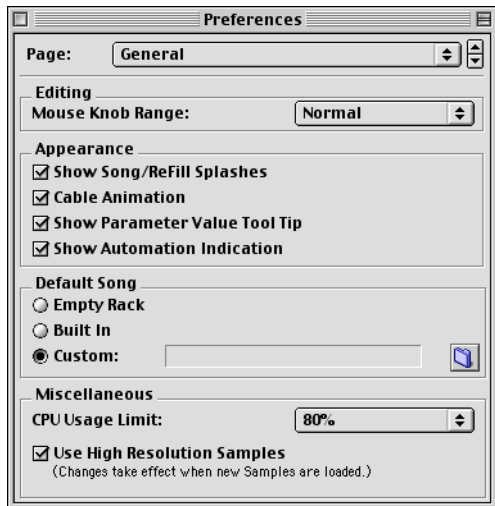 Preferences
Page: General
Editing
Mouse Knob Range: Normal
Appearance
Show Song/ReFill Splashes
Cable Animation
Show Parameter Value Tool Tip
Show Automation Indication
Default Song
Empty Rack
Built In
Custom:
Miscellaneous
CPU Usage Limit: 80%
Use High Resolution Samples
(Changes take effect when new Samples are loaded.)